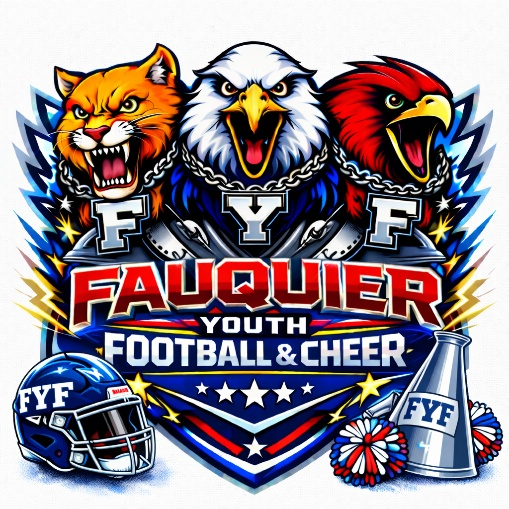 F Y F
FAUQUIER
YOUTH
FOOTBALL & CHEER
FYF
FYF